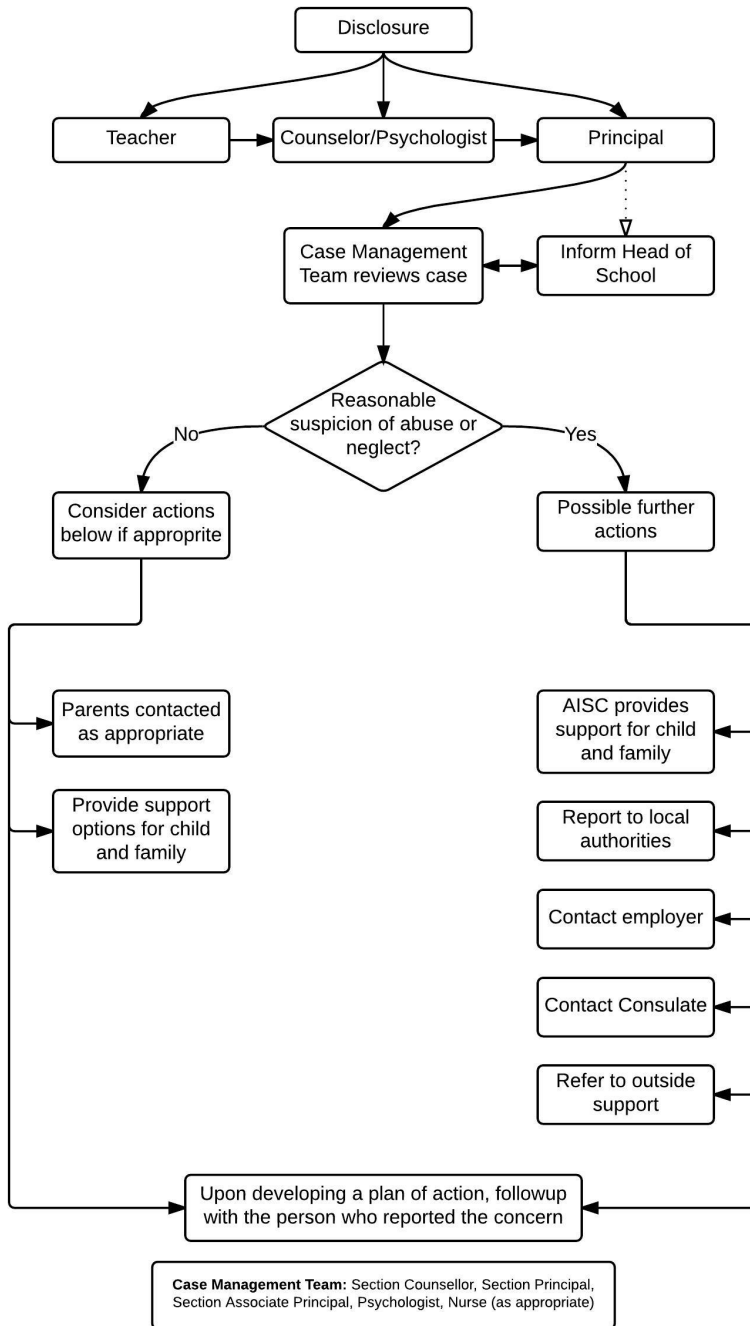 Disclosure
Teacher
Counselor/Psychologist
Principal
Case Management
Team reviews case
Inform Head of
School
Reasonable
suspicion of abuse or
neglect?
No
Yes
Consider actions
below if approprite
Possible further
actions
Parents contacted
as appropriate
Provide support
options for child
and family
AISC provides
support for child
and family
Report to local
authorities
Contact employer
Contact Consulate
Refer to outside
support
Upon developing a plan of action, followup
with the person who reported the concern
Case Management Team: Section Counsellor, Section Principal,
Section Associate Principal, Psychologist, Nurse (as appropriate)